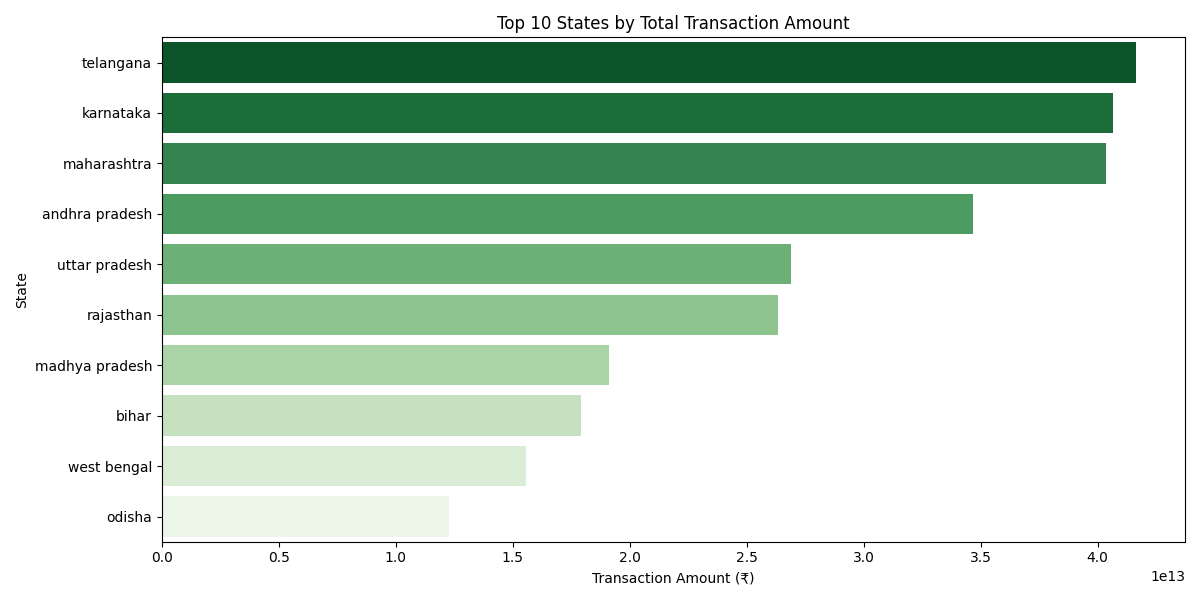 Top 10 States by Total Transaction Amount
State
telangana
karnataka
maharashtra
andhra pradesh
uttar pradesh
rajasthan
madhya pradesh
bihar
west bengal
odisha
0.0 0.5 1.0 1.5 2.0 2.5 3.0 3.5 4.0
1e13
Transaction Amount (₹)